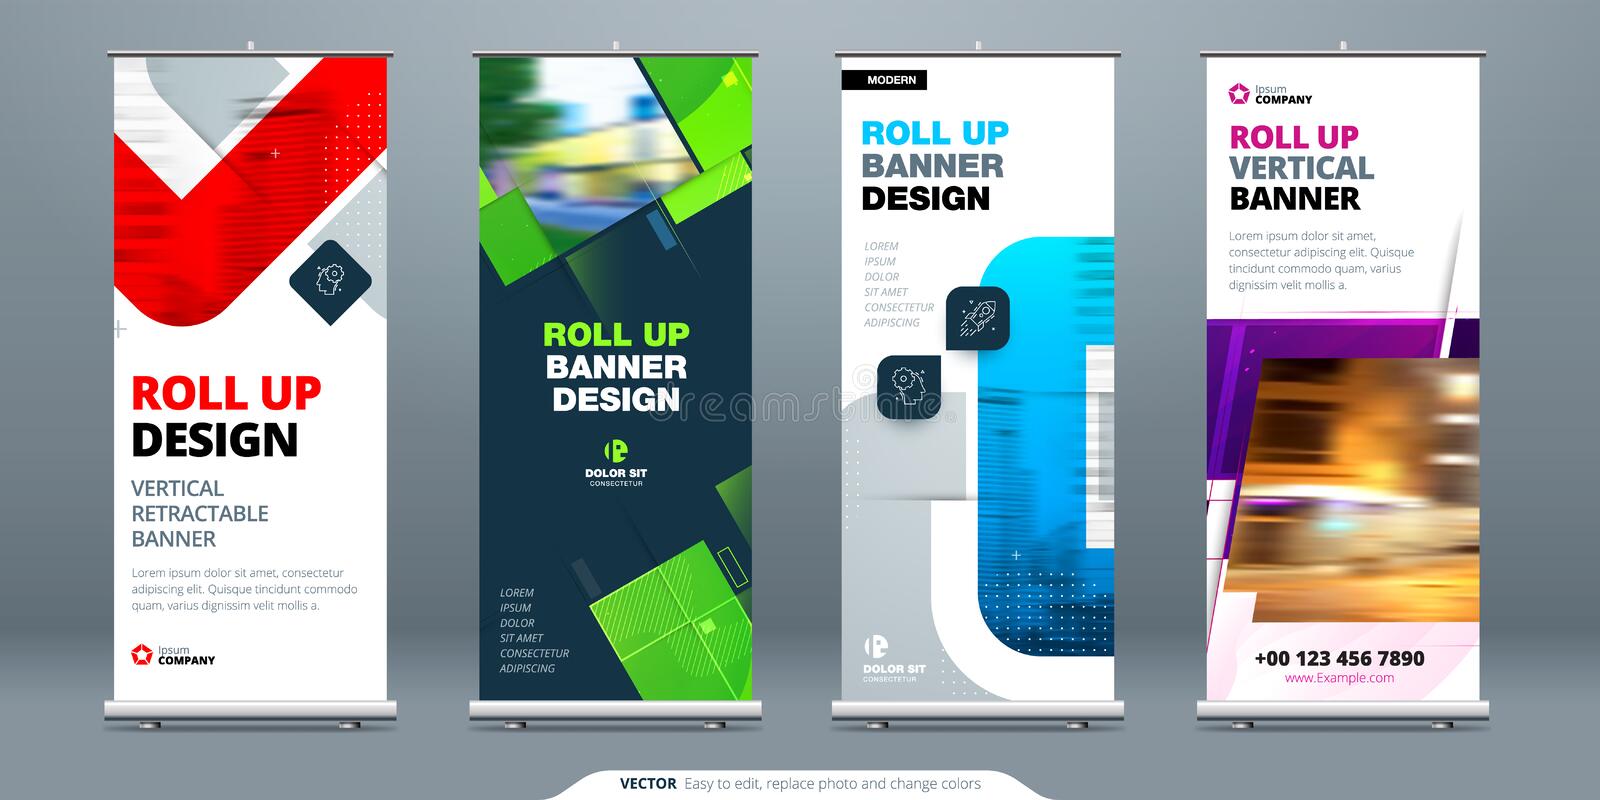 ROLL UP
DESIGN
VERTICAL
RETRACTABLE
BANNER
Lorem ipsum dolor sit amet, consectetur
adipiscing elit. Quisque tincidunt commodo
quam, varius dignissim mollis a.
Ipsum
COMPANY
ROLL UP
BANNER
DESIGN
DOLOR SIT
CONSECTETUR
LOREM
IPSUM
DOLOR
SIT AMET
CONSECTETUR
ADIPISCING
MODERN
ROLL UP
BANNER
DESIGN
LOREM
IPSUM
DOLOR
SIT AMET
CONSECTETUR
ADIPISCING
DOLOR SIT
CONSECTETUR
Ipsum
COMPANY
ROLL UP
VERTICAL
BANNER
Lorem ipsum dolor sit amet,
consectetur adipiscing elit. Quisque
tincidunt commodo quam, varius
dignissim mollis a.
+00 123 456 7890
www.Example.com
dreamstime.com
VECTOR Easy to edit, replace photo and change colors